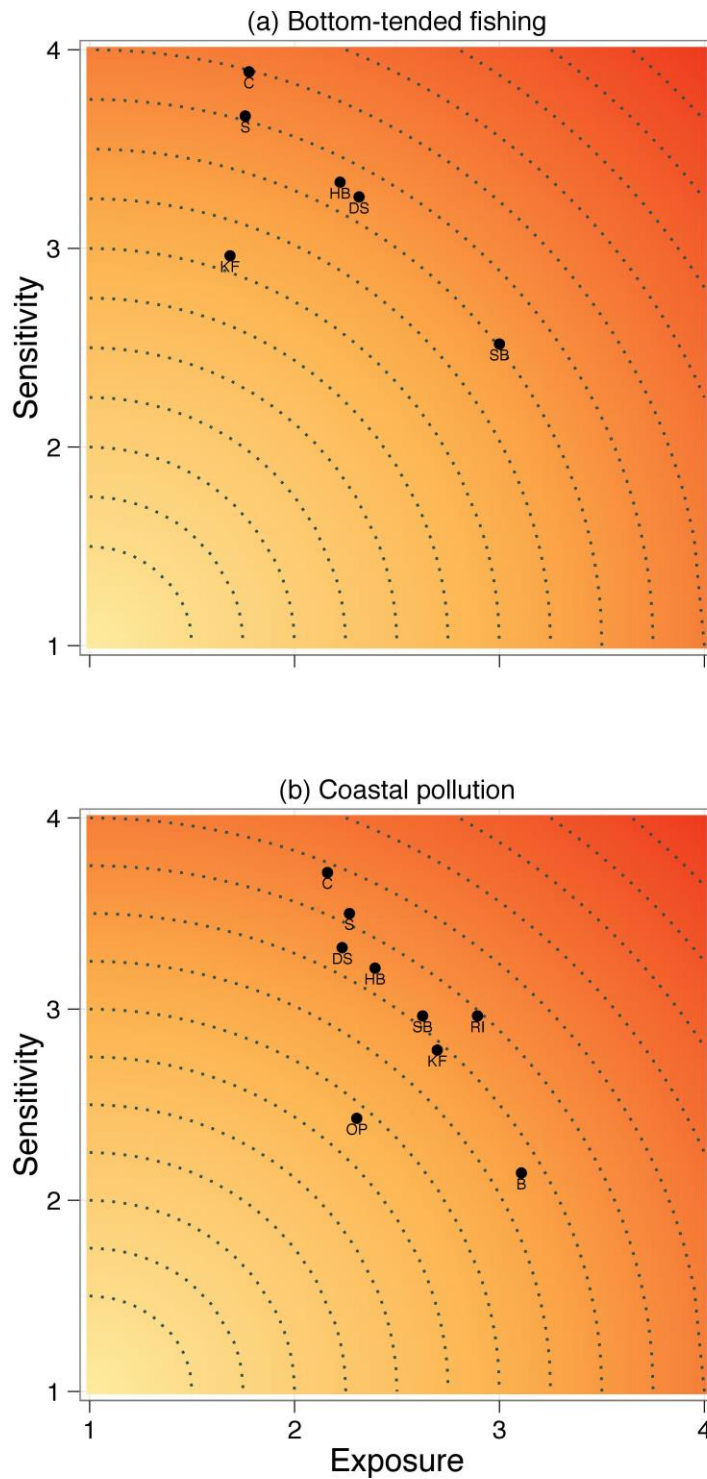 (a) Bottom-tended fishing
4
C
S
HB
DS
3
KF
SB
Sensitivity
2
1
(b) Coastal pollution
4
C
S
DS
HB
3
SB
RI
KF
OP
Sensitivity
B
2
1
1
2
3
4
Exposure